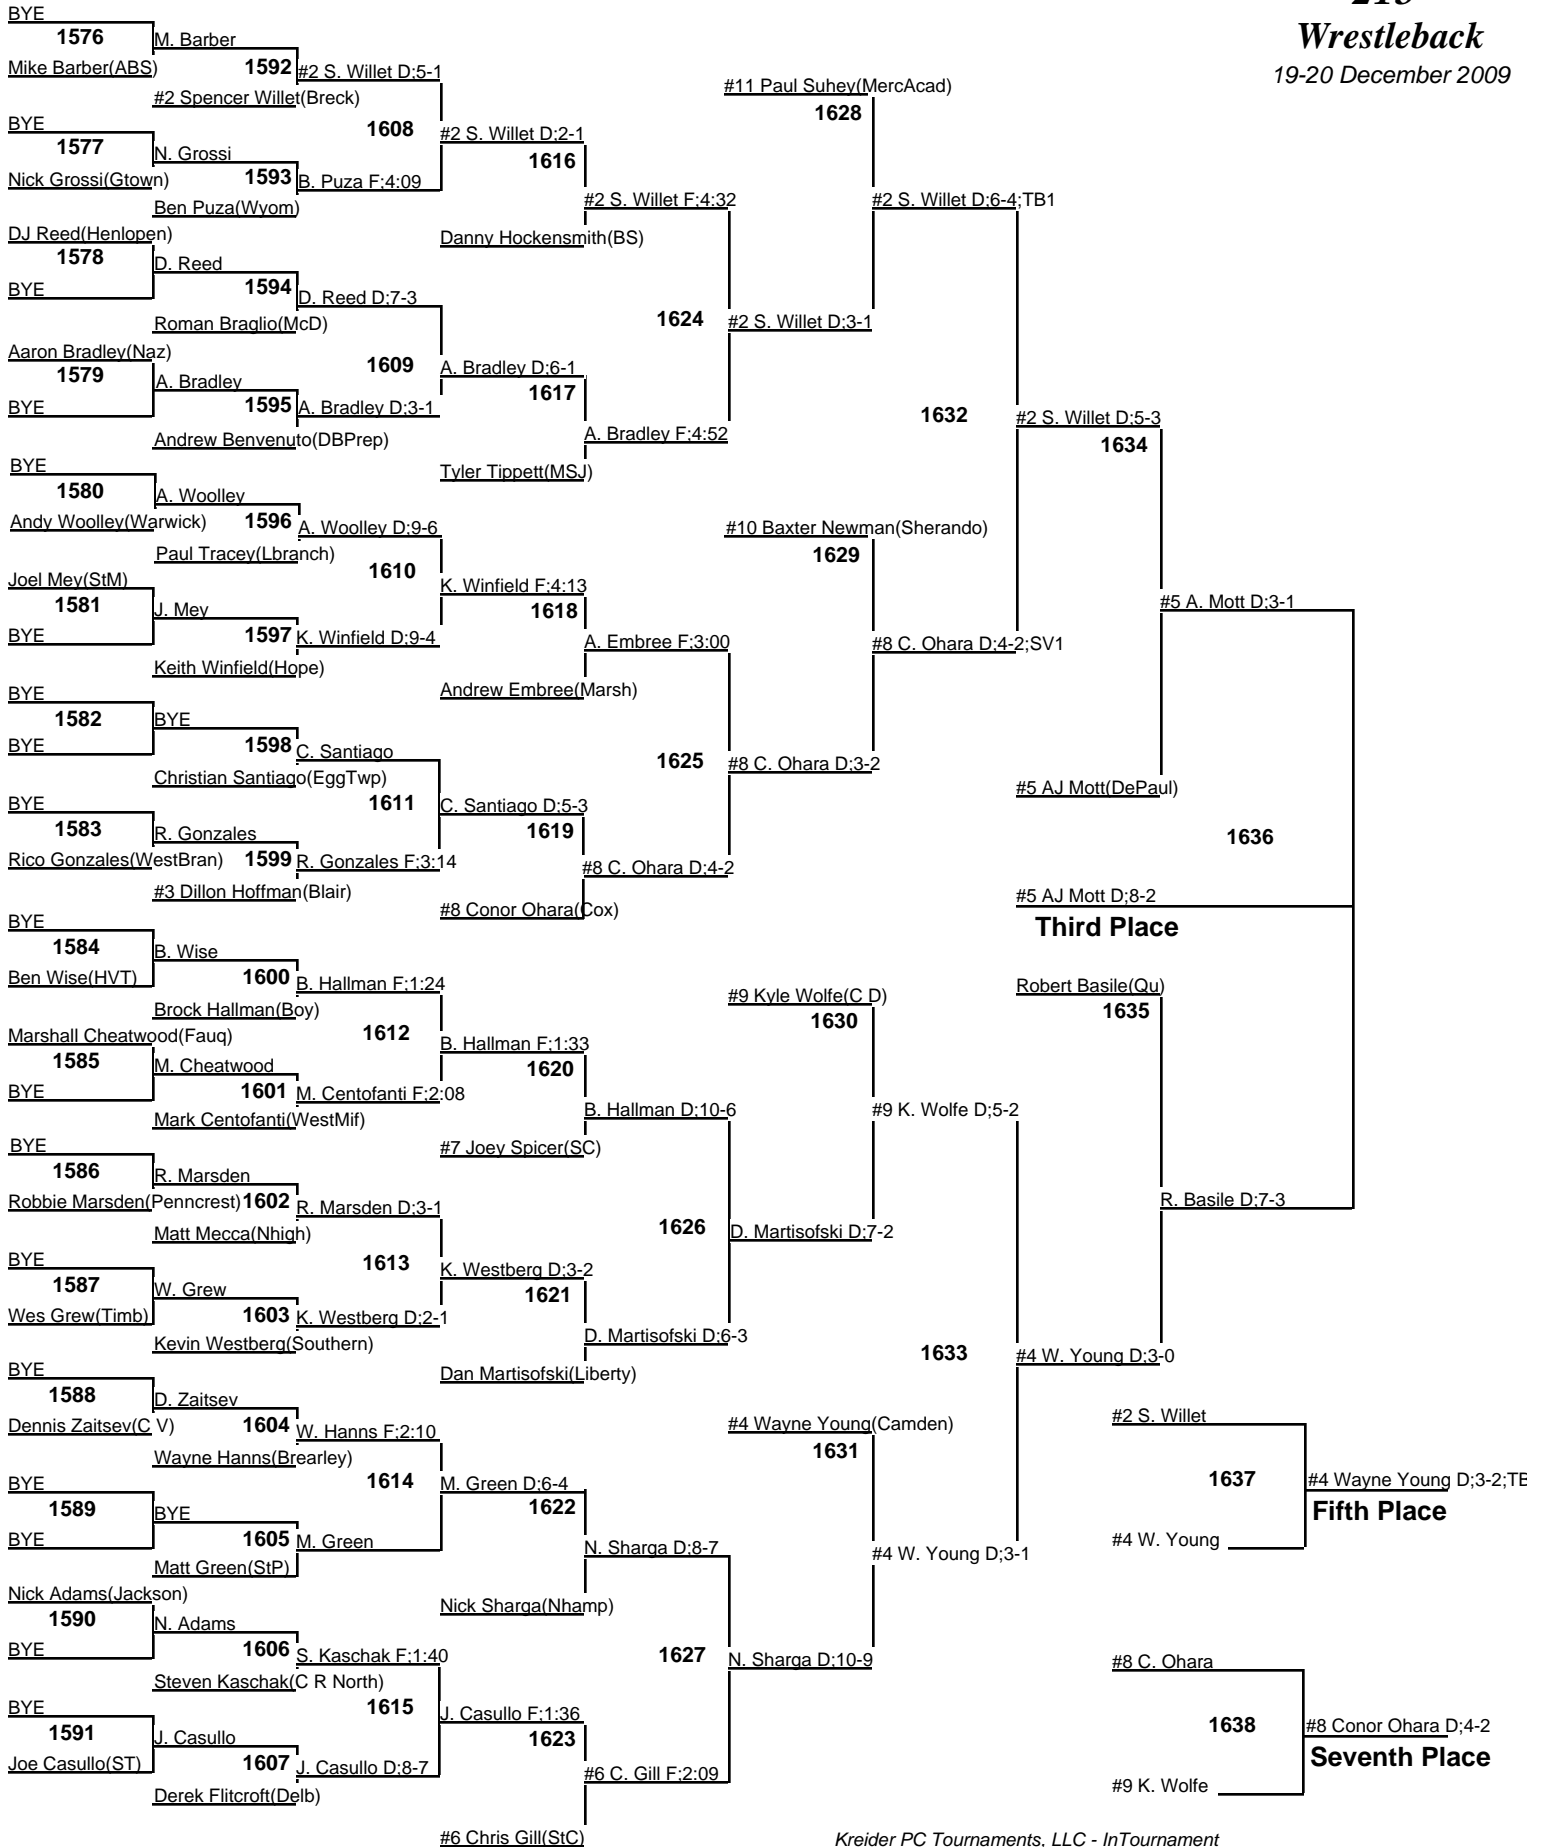 215
Wrestleback
19-20 December 2009
BYE
1576
M. Barber
Mike Barber(ABS)
1592
#2 S. Willet D;5-1
#2 Spencer Willet(Breck)
1608
BYE
1577
N. Grossi
Nick Grossi(Gtown)
1593
B. Puza F;4:09
Ben Puza(Wyom)
#2 S. Willet D;2-1
1616
#2 S. Willet F;4:32
Danny Hockensmith(BS)
DJ Reed(Henlopen)
1578
D. Reed
BYE
1594
D. Reed D;7-3
Roman Braglio(McD)
1609
Aaron Bradley(Naz)
1579
A. Bradley
BYE
1595
A. Bradley D;3-1
Andrew Benvenuto(DBPrep)
A. Bradley D;6-1
1617
A. Bradley F;4:52
Tyler Tippett(MSJ)
1624
#2 S. Willet D;3-1
#11 Paul Suhey(MercAcad)
1628
#2 S. Willet D;6-4;TB1
BYE
1580
A. Woolley
Andy Woolley(Warwick)
1596
A. Woolley D;9-6
Paul Tracey(Lbranch)
1610
Joel Mey(StM)
1581
J. Mey
BYE
1597
K. Winfield D;9-4
Keith Winfield(Hope)
K. Winfield F;4:13
1618
A. Embree F;3:00
Andrew Embree(Marsh)
BYE
1582
BYE
BYE
1598
C. Santiago
Christian Santiago(EggTwp)
1611
BYE
1583
R. Gonzales
Rico Gonzales(WestBran)
1599
R. Gonzales F;3:14
#3 Dillon Hoffman(Blair)
C. Santiago D;5-3
1619
#8 C. Ohara D;4-2
#8 Conor Ohara(Cox)
1625
#8 C. Ohara D;3-2
#10 Baxter Newman(Sherando)
1629
#8 C. Ohara D;4-2;SV1
1632
#2 S. Willet D;5-3
1634
#5 A. Mott D;3-1
#5 AJ Mott(DePaul)
1636
#5 AJ Mott D;8-2
Third Place
BYE
1584
B. Wise
Ben Wise(HVT)
1600
B. Hallman F;1:24
Brock Hallman(Boy)
1612
Marshall Cheatwood(Fauq)
1585
M. Cheatwood
BYE
1601
M. Centofanti F;2:08
Mark Centofanti(WestMif)
B. Hallman F;1:33
1620
B. Hallman D;10-6
#7 Joey Spicer(SC)
BYE
1586
R. Marsden
Robbie Marsden(Penncrest)
1602
R. Marsden D;3-1
Matt Mecca(Nhigh)
1613
BYE
1587
W. Grew
Wes Grew(Timb)
1603
K. Westberg D;2-1
Kevin Westberg(Southern)
K. Westberg D;3-2
1621
D. Martisofski D;6-3
Dan Martisofski(Liberty)
1626
D. Martisofski D;7-2
#9 Kyle Wolfe(C D)
1630
#9 K. Wolfe D;5-2
Robert Basile(Qu)
1635
R. Basile D;7-3
BYE
1588
D. Zaitsev
Dennis Zaitsev(C V)
1604
W. Hanns F;2:10
Wayne Hanns(Brearley)
1614
BYE
1589
BYE
BYE
1605
M. Green
Matt Green(StP)
M. Green D;6-4
1622
N. Sharga D;8-7
Nick Sharga(Nhamp)
Nick Adams(Jackson)
1590
N. Adams
BYE
1606
S. Kaschak F;1:40
Steven Kaschak(C R North)
1615
BYE
1591
J. Casullo
Joe Casullo(ST)
1607
J. Casullo D;8-7
Derek Flitcroft(Delb)
J. Casullo F;1:36
1623
#6 C. Gill F;2:09
#6 Chris Gill(StC)
1627
N. Sharga D;10-9
#4 Wayne Young(Camden)
1631
#4 W. Young D;3-1
1633
#4 W. Young D;3-0
#2 S. Willet
1637
#4 Wayne Young D;3-2;TB
Fifth Place
#4 W. Young
#8 C. Ohara
1638
#8 Conor Ohara D;4-2
Seventh Place
#9 K. Wolfe
Kreider PC Tournaments, LLC - InTournament